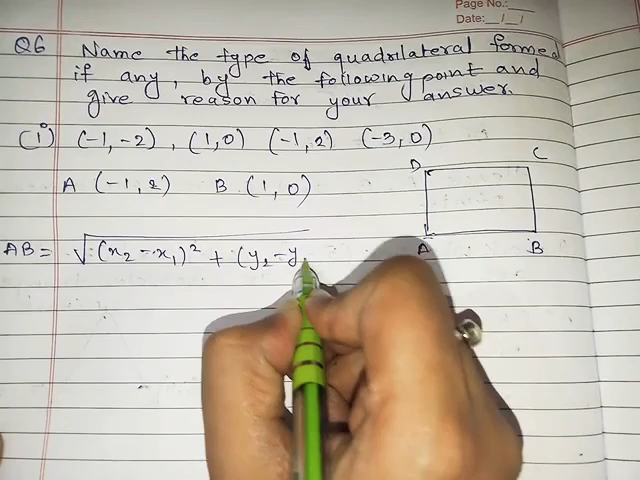 Page No.:
Date: / /
Q6 Name the type of quadrilateral formed
if any, by the following point and
give reason for your answer.
(i) (-1, -2), (1, 0) (-1, 2) (-3, 0)
D C
A (-1, 2) B (1, 0)
A B
AB = √(x₂ - x₁)² + (y₂ - y